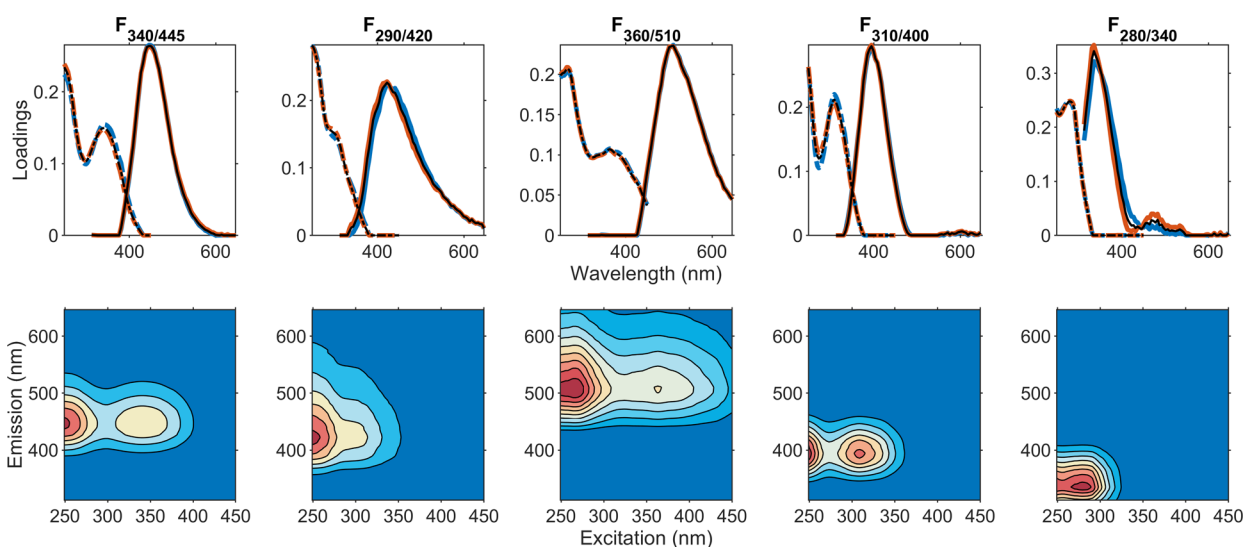 F340/445
F290/420
F360/510
F310/400
F280/340
Loadings
0 0.1 0.2
400 600
0 0.1 0.2
400 600
0 0.05 0.1 0.15 0.2
400 600
0 0.1 0.2
400 600
0 0.1 0.2 0.3
400 600
Wavelength (nm)
Emission (nm)
600 500 400
250 300 350 400 450
600 500 400
250 300 350 400 450
600 500 400
250 300 350 400 450
600 500 400
250 300 350 400 450
600 500 400
250 300 350 400 450
Excitation (nm)